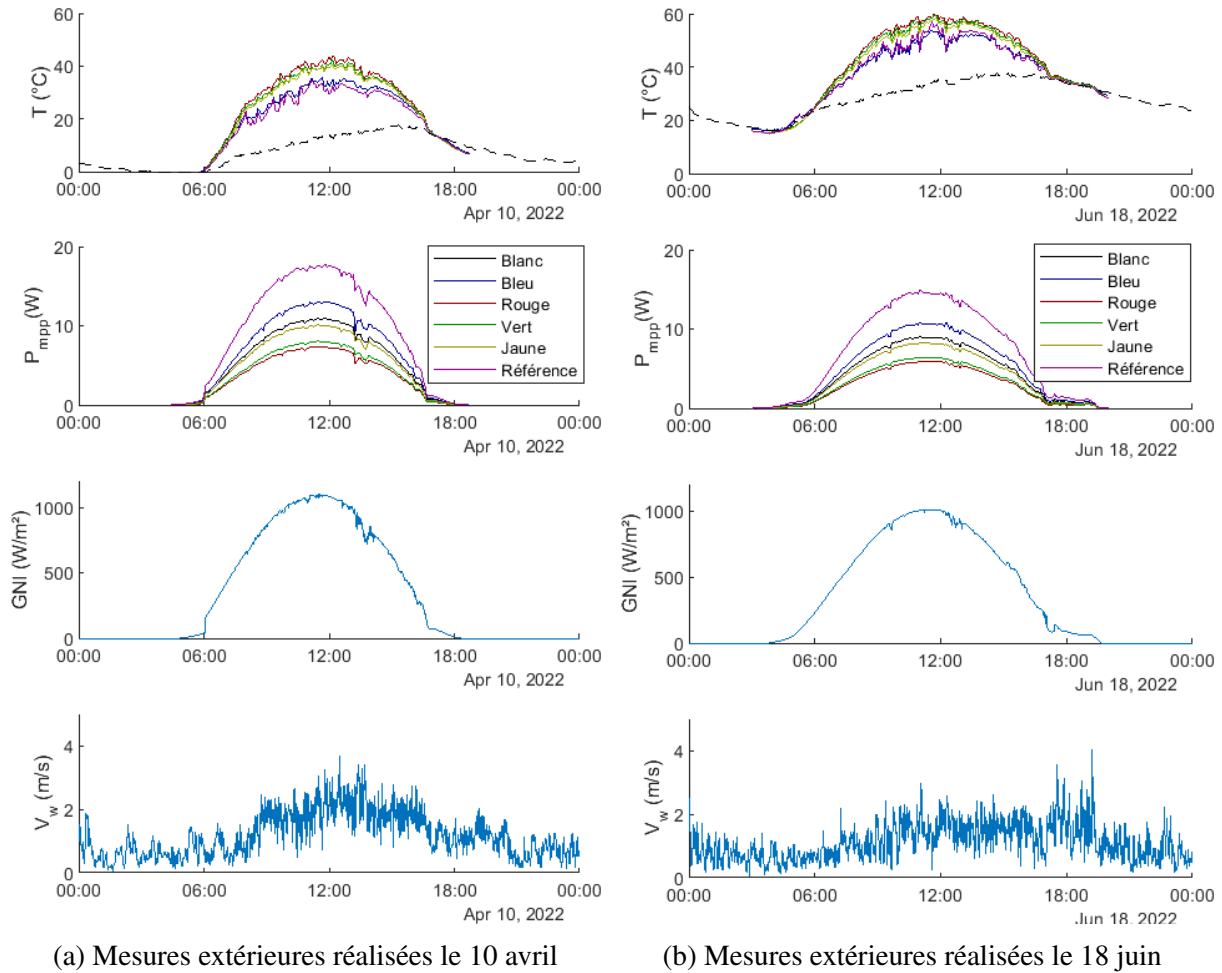 60
40
20
0
T (°C)
00:00
06:00
12:00
18:00
00:00
Apr 10, 2022
20
10
0
P_mpp(W)
Blanc
Bleu
Rouge
Vert
Jaune
Référence
00:00
06:00
12:00
18:00
00:00
Apr 10, 2022
1000
500
0
GNI (W/m²)
00:00
06:00
12:00
18:00
00:00
Apr 10, 2022
4
2
0
V_w (m/s)
00:00
06:00
12:00
18:00
00:00
Apr 10, 2022
(a) Mesures extérieures réalisées le 10 avril
60
40
20
0
T (°C)
00:00
06:00
12:00
18:00
00:00
Jun 18, 2022
20
10
0
P_mpp(W)
Blanc
Bleu
Rouge
Vert
Jaune
Référence
00:00
06:00
12:00
18:00
00:00
Jun 18, 2022
1000
500
0
GNI (W/m²)
00:00
06:00
12:00
18:00
00:00
Jun 18, 2022
4
2
0
V_w (m/s)
00:00
06:00
12:00
18:00
00:00
Jun 18, 2022
(b) Mesures extérieures réalisées le 18 juin